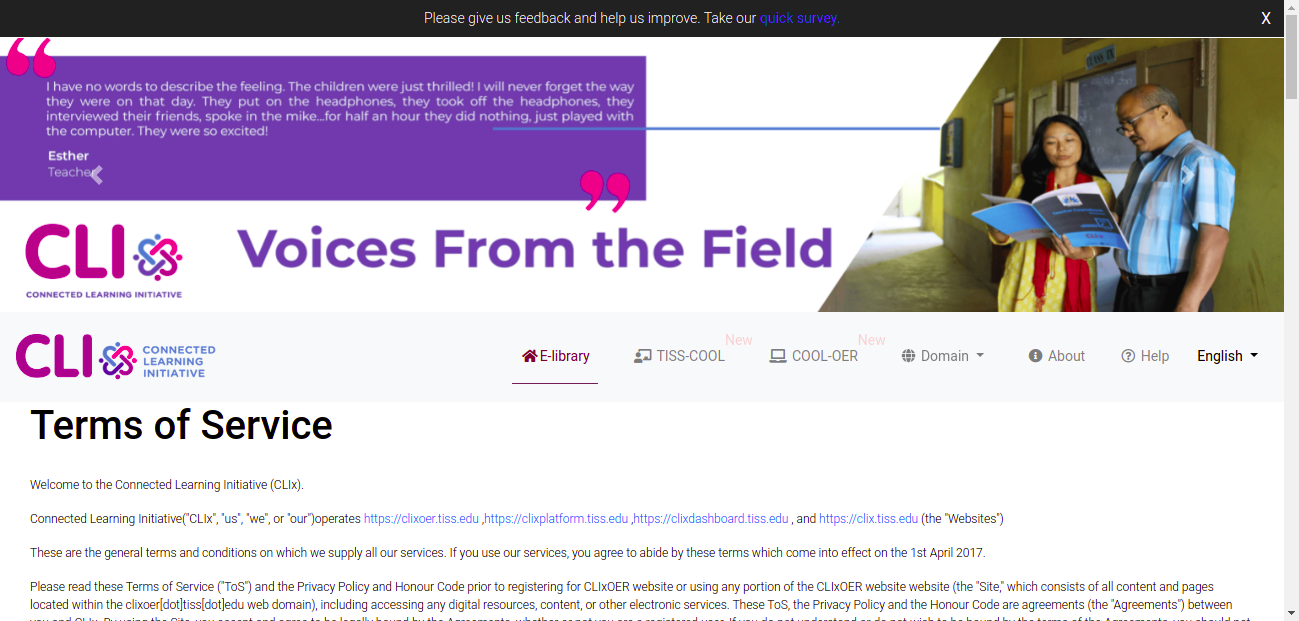 Please give us feedback and help us improve. Take our quick survey.
X
I have no words to describe the feeling. The children were just thrilled! I will never forget the way
they were on that day. They put on the headphones, they took off the headphones, they
interviewed their friends, spoke in the mike...for half an hour they did nothing, just played with
the computer. They were so excited!
Esther
Teacher
CLI
CONNECTED LEARNING INITIATIVE
Voices From the Field
CLI CONNECTED
LEARNING
INITIATIVE
E-library
TISS-COOL
New
COOL-OER
New
Domain
About
Help
English
Terms of Service
Welcome to the Connected Learning Initiative (CLIx).
Connected Learning Initiative("CLIx", "us", "we", or "our")operates https://clixoer.tiss.edu ,https://clixplatform.tiss.edu ,https://clixdashboard.tiss.edu , and https://clix.tiss.edu (the "Websites")
These are the general terms and conditions on which we supply all our services. If you use our services, you agree to abide by these terms which come into effect on the 1st April 2017.
Please read these Terms of Service ("ToS") and the Privacy Policy and Honour Code prior to registering for CLIxOER website or using any portion of the CLIxOER website website (the "Site," which consists of all content and pages
located within the clixoer[dot]tiss[dot]edu web domain), including accessing any digital resources, content, or other electronic services. These ToS, the Privacy Policy and the Honour Code are agreements (the "Agreements") between